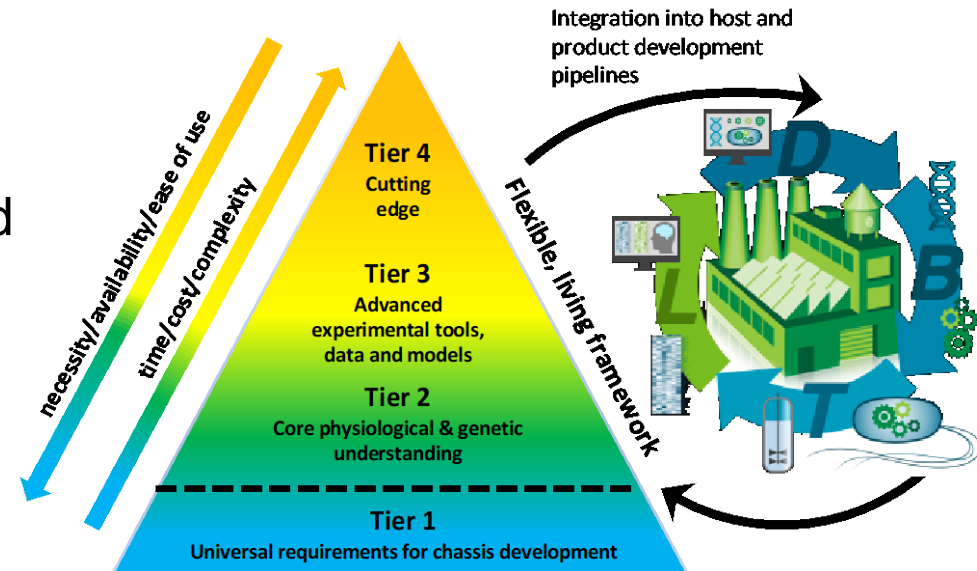 Integration into host and
product development
pipelines
d
necessity/availability/ease of use
time/cost/complexity
Tier 4
Cutting
edge
Tier 3
Advanced
experimental tools,
data and models
Tier 2
Core physiological & genetic
understanding
Tier 1
Universal requirements for chassis development
Flexible, living framework
D
B
T
L